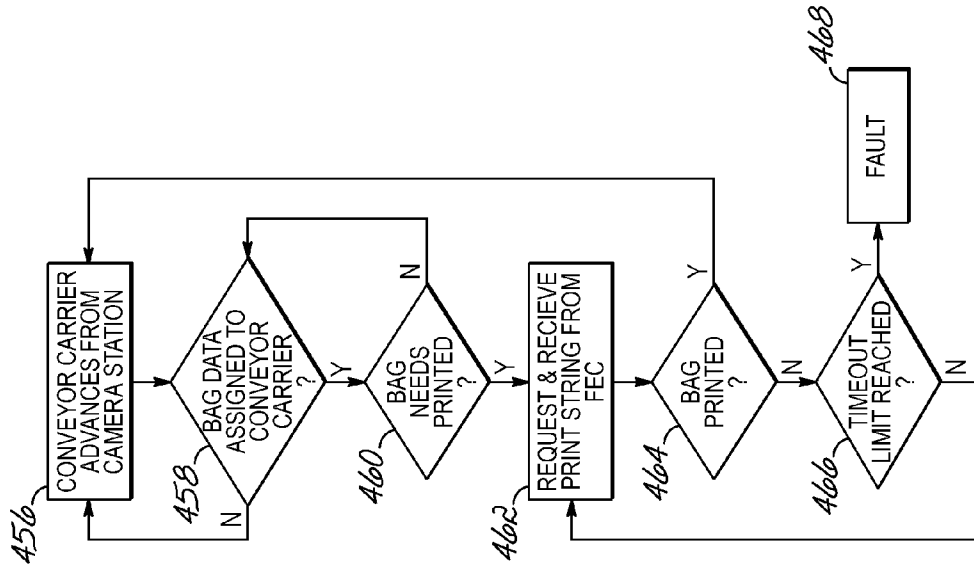 456
CONVEYOR CARRIER
ADVANCES FROM
CAMERA STATION
458
BAG DATA
ASSIGNED TO
CONVEYOR
CARRIER
?
N
Y
460
BAG
NEEDS
PRINTED
?
N
Y
462
REQUEST & RECIEVE
PRINT STRING FROM
FEC
464
BAG
PRINTED
?
Y
N
466
TIMEOUT
LIMIT REACHED
?
Y
N
468
FAULT